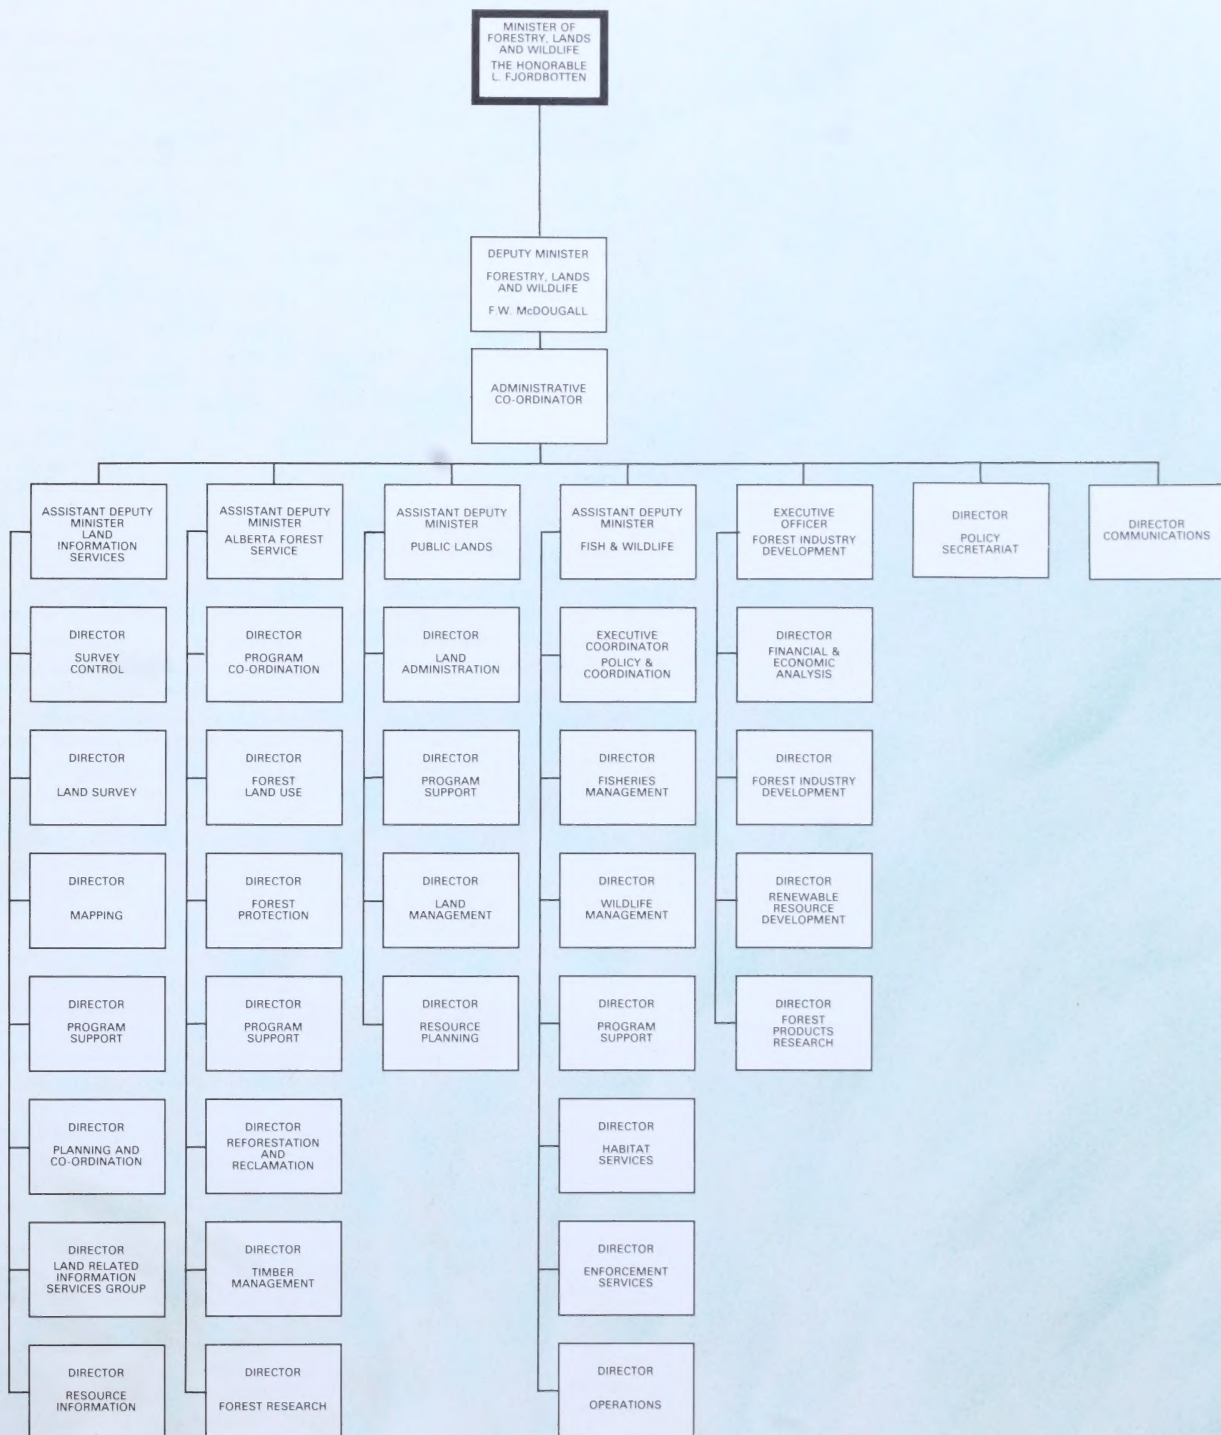 MINISTER OF
FORESTRY, LANDS
AND WILDLIFE
THE HONORABLE
L. FJORDBOTTEN
DEPUTY MINISTER
FORESTRY, LANDS
AND WILDLIFE
F.W. McDOUGALL
ADMINISTRATIVE
CO-ORDINATOR
ASSISTANT DEPUTY
MINISTER
LAND
INFORMATION
SERVICES
DIRECTOR
SURVEY
CONTROL
DIRECTOR
LAND SURVEY
DIRECTOR
MAPPING
DIRECTOR
PROGRAM
SUPPORT
DIRECTOR
PLANNING AND
CO-ORDINATION
DIRECTOR
LAND RELATED
INFORMATION
SERVICES GROUP
DIRECTOR
RESOURCE
INFORMATION
ASSISTANT DEPUTY
MINISTER
ALBERTA FOREST
SERVICE
DIRECTOR
PROGRAM
CO-ORDINATION
DIRECTOR
FOREST
LAND USE
DIRECTOR
FOREST
PROTECTION
DIRECTOR
PROGRAM
SUPPORT
DIRECTOR
REFORESTATION
AND
RECLAMATION
DIRECTOR
TIMBER
MANAGEMENT
DIRECTOR
FOREST RESEARCH
ASSISTANT DEPUTY
MINISTER
PUBLIC LANDS
DIRECTOR
LAND
ADMINISTRATION
DIRECTOR
PROGRAM
SUPPORT
DIRECTOR
LAND
MANAGEMENT
DIRECTOR
RESOURCE
PLANNING
ASSISTANT DEPUTY
MINISTER
FISH & WILDLIFE
EXECUTIVE
COORDINATOR
POLICY &
COORDINATION
DIRECTOR
FISHERIES
MANAGEMENT
DIRECTOR
WILDLIFE
MANAGEMENT
DIRECTOR
PROGRAM
SUPPORT
DIRECTOR
HABITAT
SERVICES
DIRECTOR
ENFORCEMENT
SERVICES
DIRECTOR
OPERATIONS
EXECUTIVE
OFFICER
FOREST INDUSTRY
DEVELOPMENT
DIRECTOR
FINANCIAL &
ECONOMIC
ANALYSIS
DIRECTOR
FOREST INDUSTRY
DEVELOPMENT
DIRECTOR
RENEWABLE
RESOURCE
DEVELOPMENT
DIRECTOR
FOREST
PRODUCTS
RESEARCH
DIRECTOR
POLICY
SECRETARIAT
DIRECTOR
COMMUNICATIONS